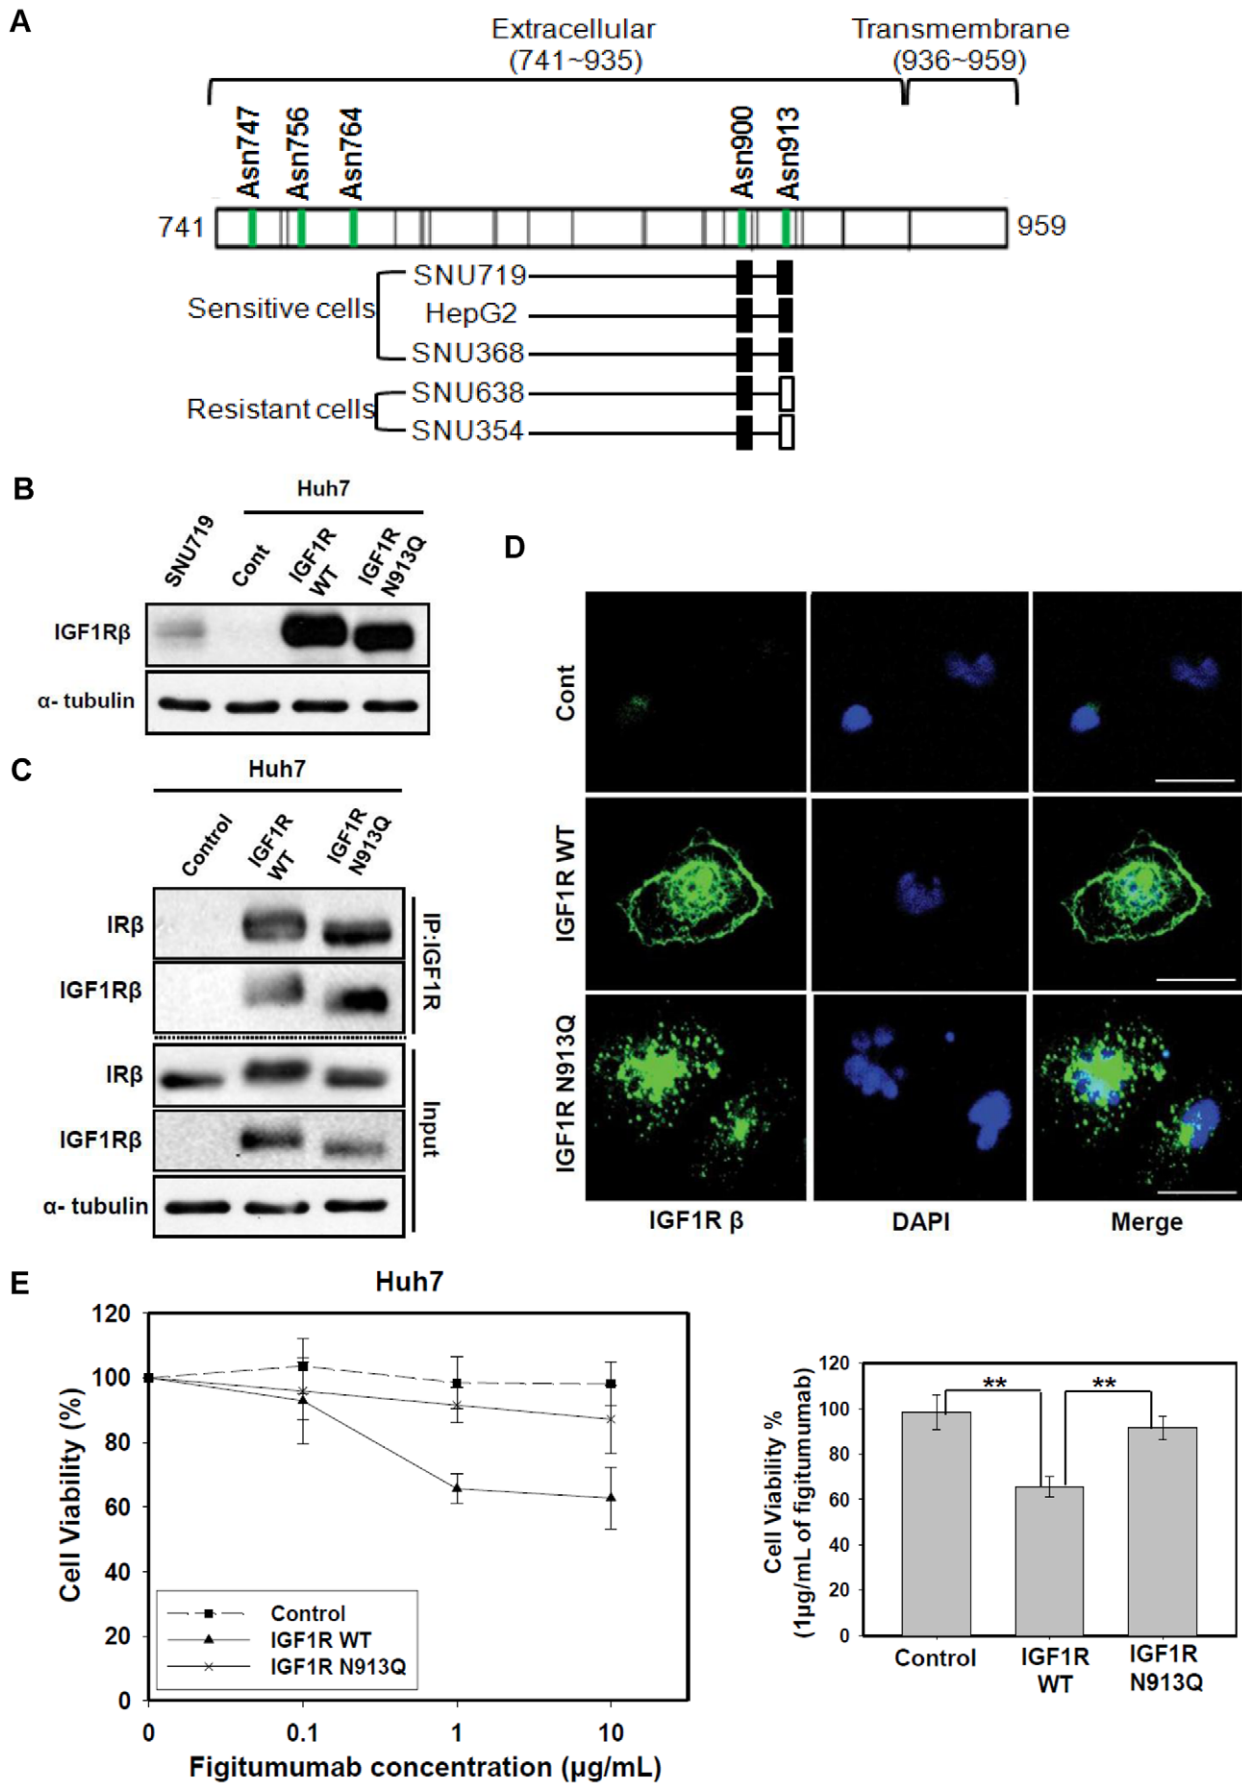 A
Extracellular
(741~935)
Transmembrane
(936~959)
Asn747
Asn756
Asn764
Asn900
Asn913
741
959
Sensitive cells
SNU719
HepG2
SNU368
Resistant cells
SNU638
SNU354
B
Huh7
SNU719
Cont
IGF1R
WT
IGF1R
N913Q
IGF1Rβ
α- tubulin
C
Huh7
Control
IGF1R
WT
IGF1R
N913Q
IRβ
IGF1Rβ
IP:IGF1R
IRβ
IGF1Rβ
α- tubulin
Input
D
Cont
IGF1R WT
IGF1R N913Q
IGF1R β
DAPI
Merge
E
Huh7
Cell Viability (%)
120
100
80
60
40
20
0
Control
IGF1R WT
IGF1R N913Q
0
0.1
1
10
Figitumumab concentration (µg/mL)
Cell Viability %
(1µg/mL of figitumumab)
120
100
80
60
40
20
0
**
**
Control
IGF1R
WT
IGF1R
N913Q